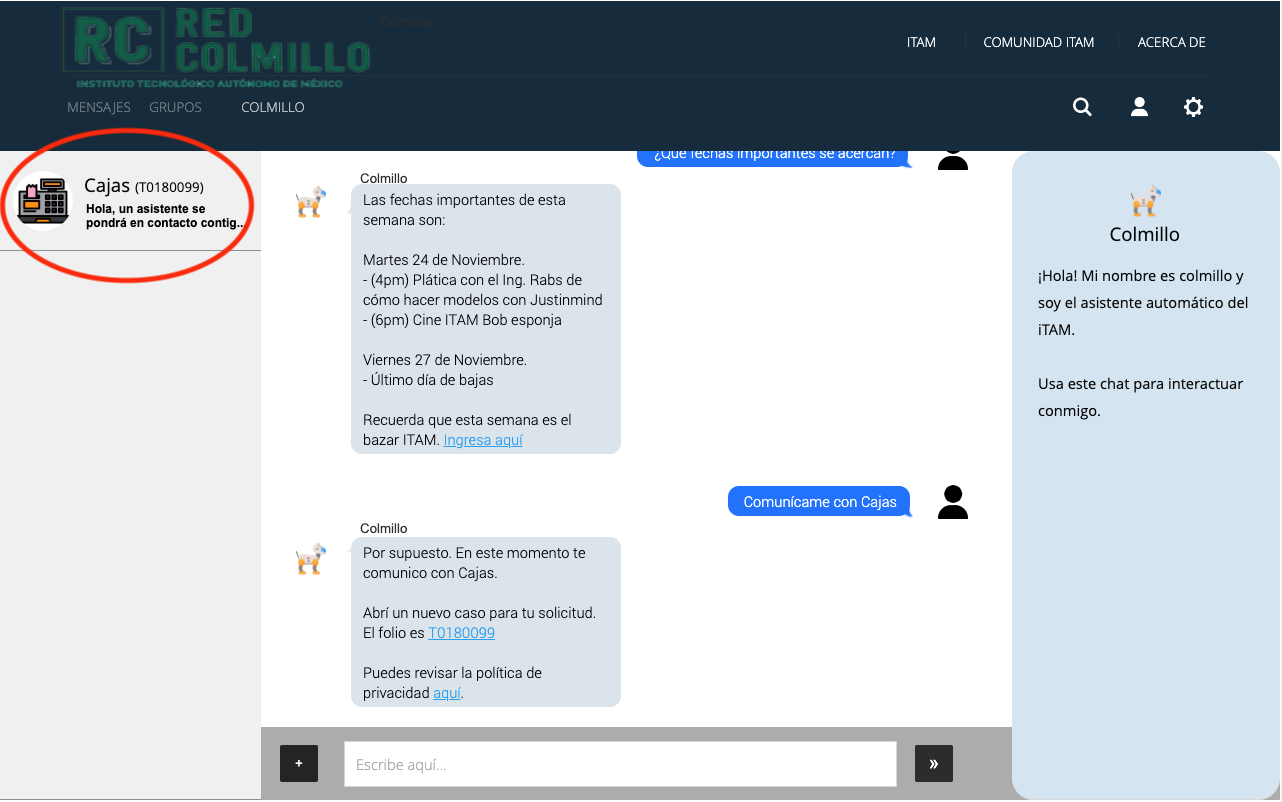 RC RED COLMILLO
INSTITUTO TECNOLÓGICO AUTÓNOMO DE MÉXICO
Colmillos
ITAM
COMUNIDAD ITAM
ACERCA DE
MENSAJES
GRUPOS
COLMILLO
Cajas (T0180099)
Hola, un asistente se
pondrá en contacto contig..
¿Qué fechas importantes se acercan?
Colmillo
Las fechas importantes de esta
semana son:
Martes 24 de Noviembre.
- (4pm) Plática con el Ing. Rabs de
cómo hacer modelos con Justinmind
- (6pm) Cine ITAM Bob esponja
Viernes 27 de Noviembre.
- Último día de bajas
Recuerda que esta semana es el
bazar ITAM. Ingresa aquí
Comunícame con Cajas
Colmillo
Por supuesto. En este momento te
comunico con Cajas.
Abrí un nuevo caso para tu solicitud.
El folio es T0180099
Puedes revisar la política de
privacidad aquí.
+
Escribe aquí...
»
Colmillo
¡Hola! Mi nombre es colmillo y
soy el asistente automático del
iTAM.
Usa este chat para interactuar
conmigo.